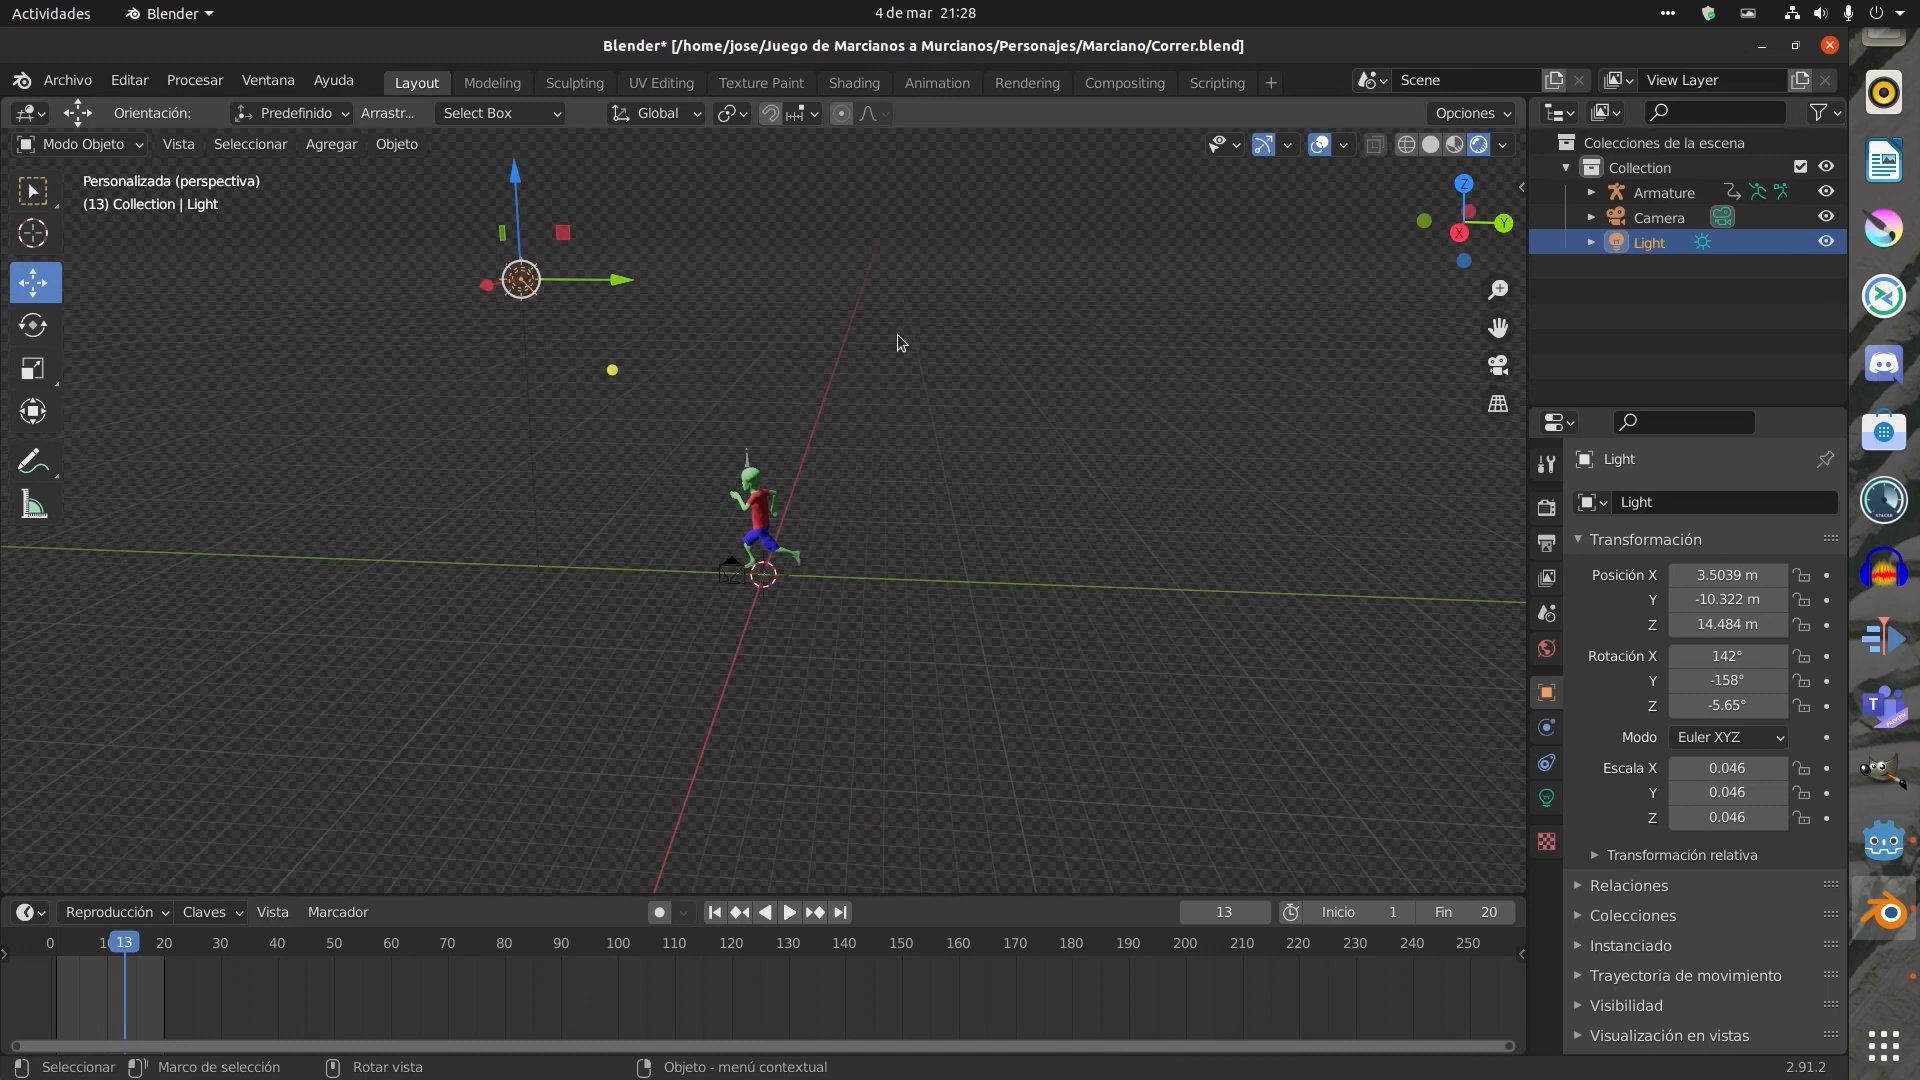 Actividades Blender 4 de mar 21:28
Blender* [/home/jose/Juego de Marcianos a Murcianos/Personajes/Marciano/Correr.blend]
Archivo Editar Procesar Ventana Ayuda Layout Modeling Sculpting UV Editing Texture Paint Shading Animation Rendering Compositing Scripting + Scene View Layer
Orientación: Predefinido Arrastr... Select Box Global Opciones
Modo Objeto Vista Seleccionar Agregar Objeto
Personalizada (perspectiva)
(13) Collection | Light
Z
Y
X
Colecciones de la escena
Collection
Armature
Camera
Light
Light
Light
Transformación
Posición X 3.5039 m
Y -10.322 m
Z 14.484 m
Rotación X 142°
Y -158°
Z -5.65°
Modo Euler XYZ
Escala X 0.046
Y 0.046
Z 0.046
Transformación relativa
Relaciones
Colecciones
Instanciado
Trayectoria de movimiento
Visibilidad
Visualización en vistas
Reproducción Claves Vista Marcador 13 Inicio 1 Fin 20
0 13 20 30 40 50 60 70 80 90 100 110 120 130 140 150 160 170 180 190 200 210 220 230 240 250
Seleccionar Marco de selección Rotar vista Objeto - menú contextual 2.91.2